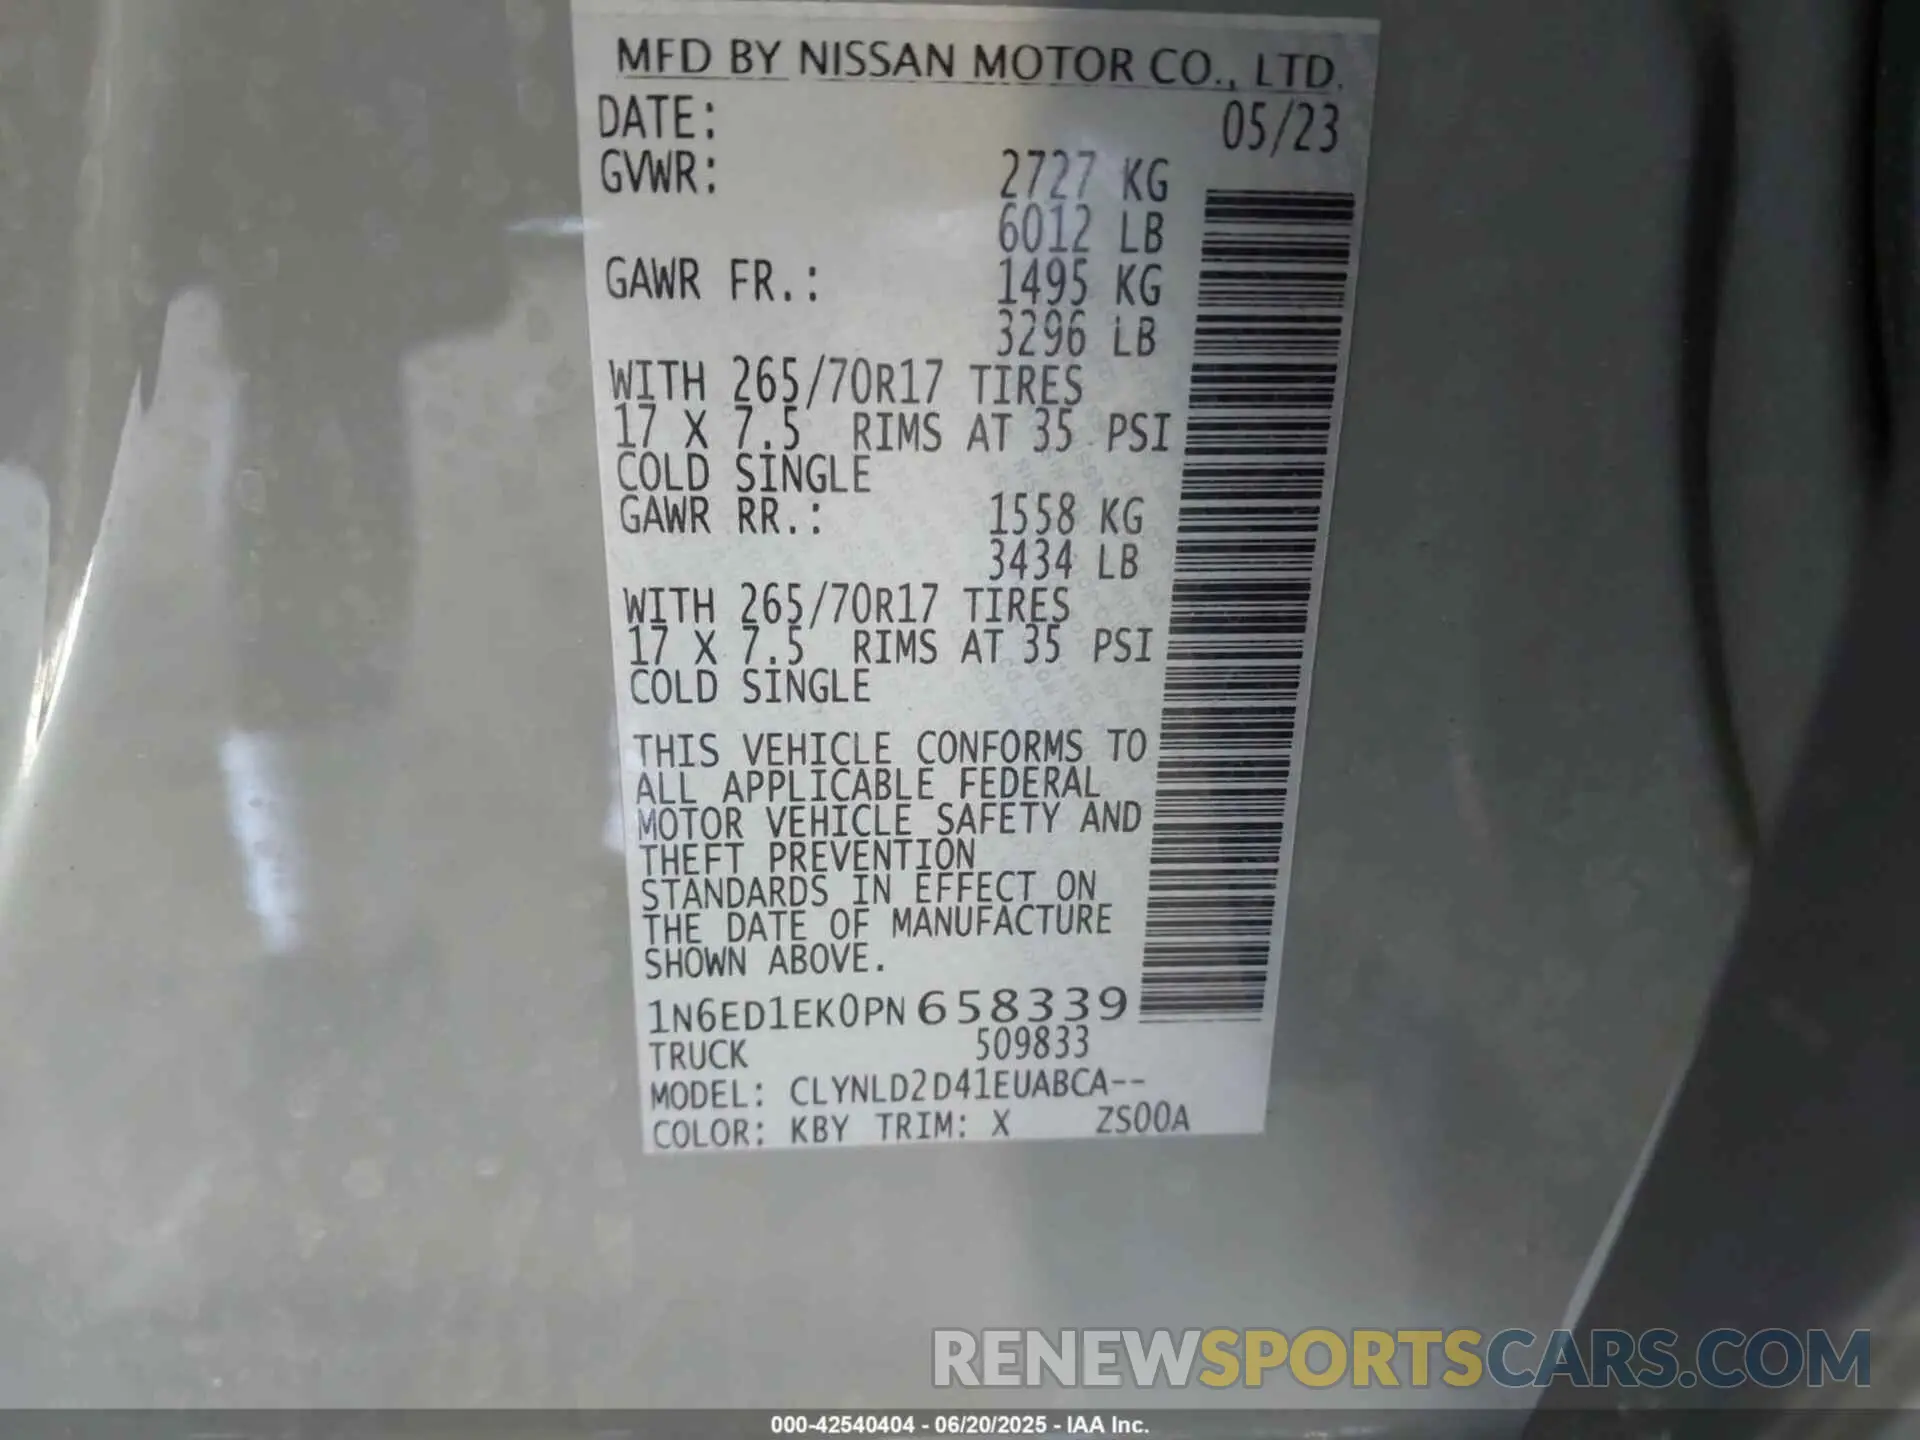 MFD BY NISSAN MOTOR CO., LTD.
DATE: 05/23
GVWR: 2727 KG
6012 LB
GAWR FR.: 1495 KG
3296 LB
WITH 265/70R17 TIRES
17 X 7.5 RIMS AT 35 PSI
COLD SINGLE
GAWR RR.: 1558 KG
3434 LB
WITH 265/70R17 TIRES
17 X 7.5 RIMS AT 35 PSI
COLD SINGLE
THIS VEHICLE CONFORMS TO
ALL APPLICABLE FEDERAL
MOTOR VEHICLE SAFETY AND
THEFT PREVENTION
STANDARDS IN EFFECT ON
THE DATE OF MANUFACTURE
SHOWN ABOVE.
1N6ED1EK0PN658339
TRUCK 509833
MODEL: CLYNLD2D41EUABCA--
COLOR: KBY TRIM: X ZS00A
RENEWSPORTSCARS.COM
000-42540404 - 06/20/2025 - IAA Inc.